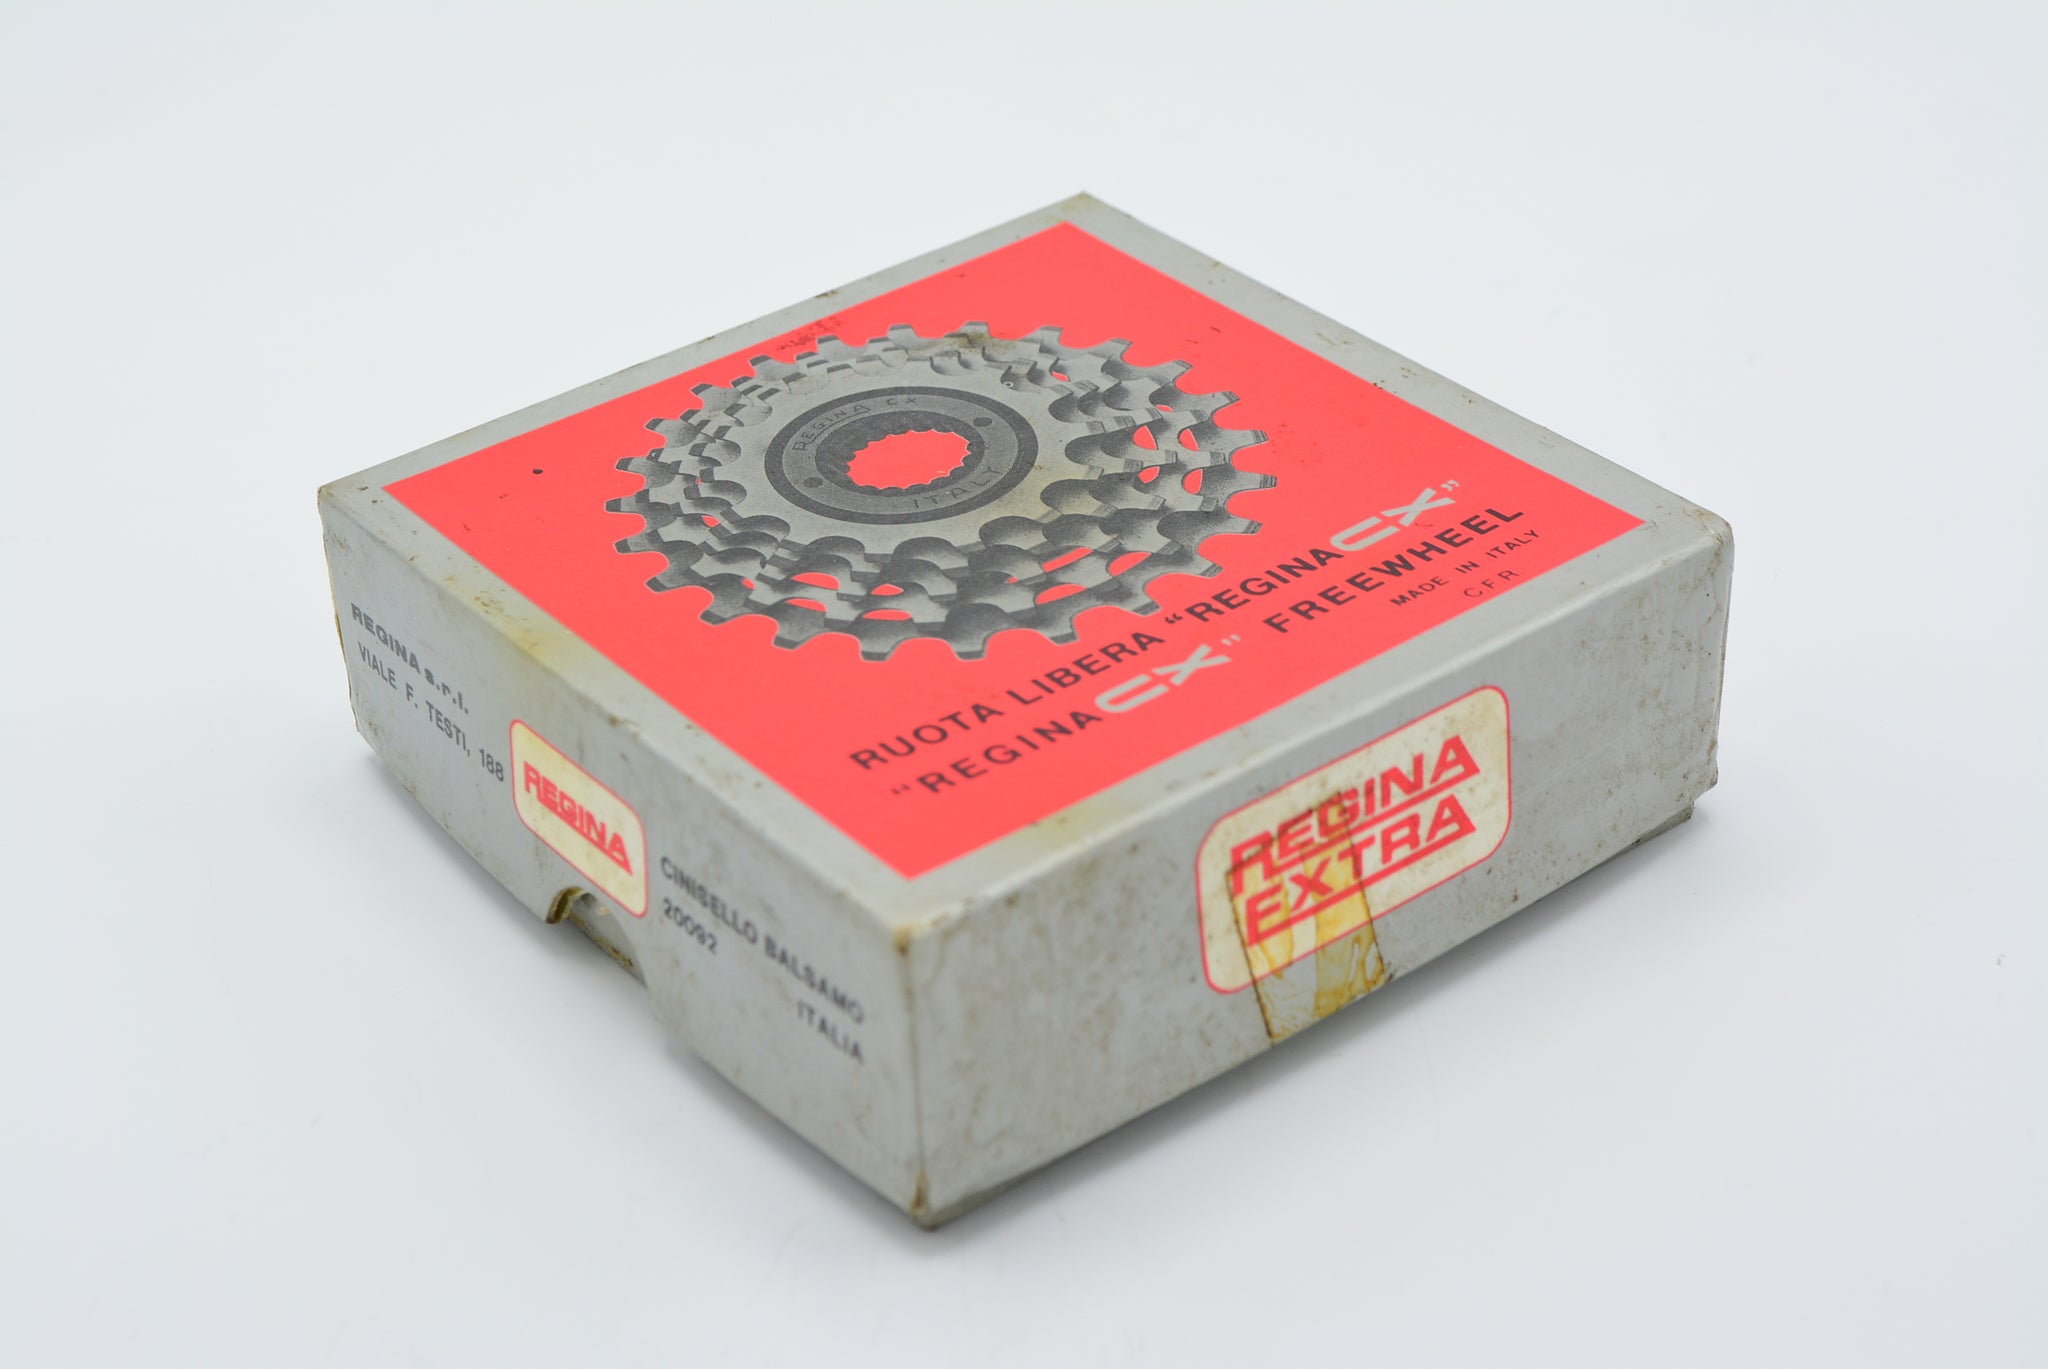 REGINA CX
ITALY
RUOTA LIBERA “REGINA CX”
“REGINA CX” FREEWHEEL
MADE IN ITALY
CFR
REGINA s.r.l.
VIALE F. TESTI, 188
REGINA
CINISELLO BALSAMO
20092
ITALIA
REGINA
EXTRA